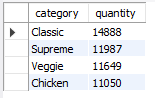 category quantity
Classic 14888
Supreme 11987
Veggie 11649
Chicken 11050